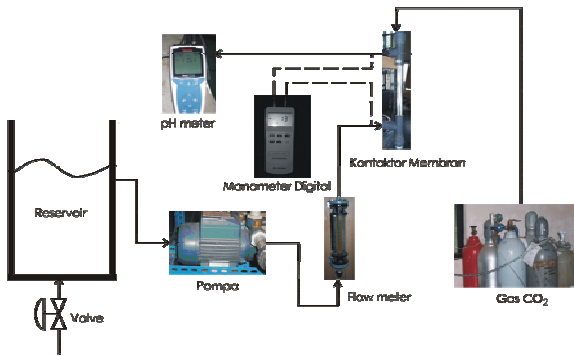 pH meter
Kontaktor Membran
Manometer Digital
Reservoir
Pompa
Flow meter
Gas CO₂
Valve